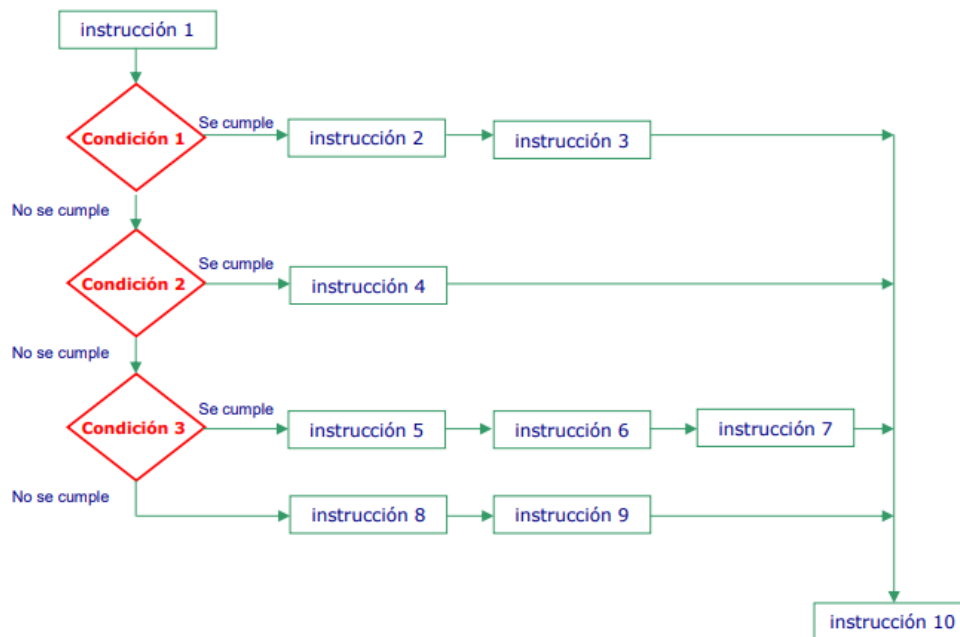 instrucción 1
Condición 1
Se cumple
instrucción 2
instrucción 3
No se cumple
Condición 2
Se cumple
instrucción 4
No se cumple
Condición 3
Se cumple
instrucción 5
instrucción 6
instrucción 7
No se cumple
instrucción 8
instrucción 9
instrucción 10